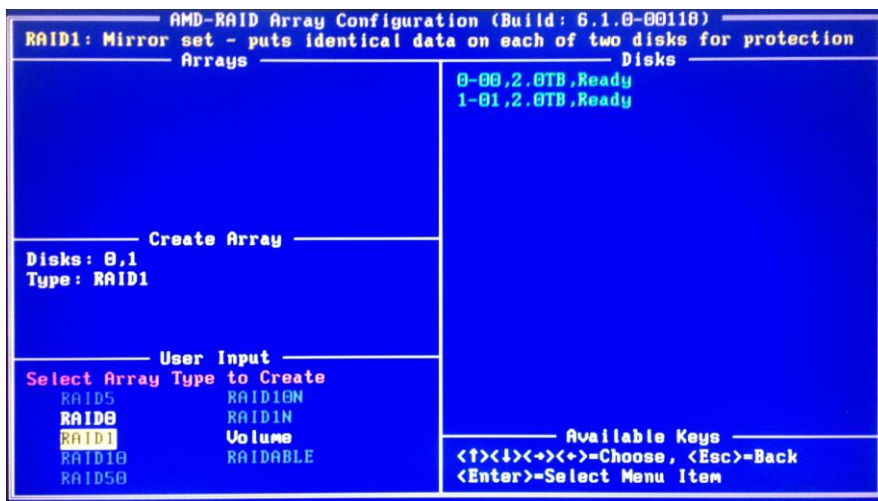 AMD-RAID Array Configuration (Build: 6.1.0-00118)
RAID1: Mirror set - puts identical data on each of two disks for protection
Arrays
Disks
0-00,2.0TB,Ready
1-01,2.0TB,Ready
Create Array
Disks: 0,1
Type: RAID1
User Input
Select Array Type to Create
RAID5 RAID10N
RAID0 RAID1N
RAID1 Volume
RAID10 RAIDABLE
RAID50
Available Keys
<↑><↓><→><←>=Choose, <Esc>=Back
<Enter>=Select Menu Item